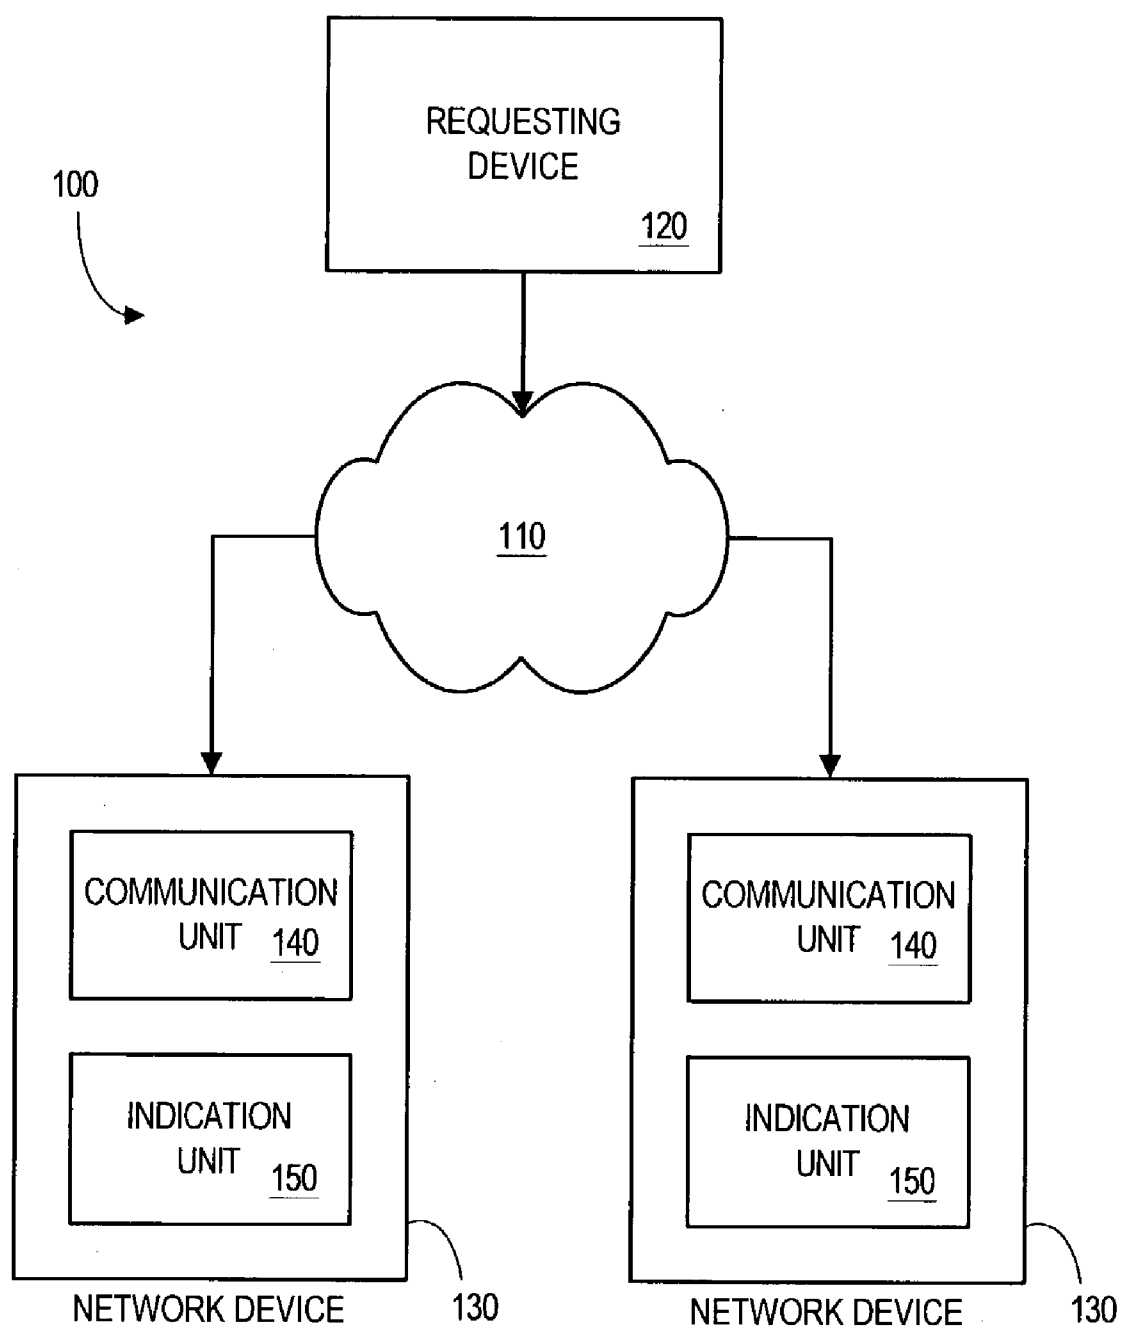 REQUESTING
DEVICE
120
100
110
COMMUNICATION
UNIT 140
INDICATION
UNIT 150
130
NETWORK DEVICE
COMMUNICATION
UNIT 140
INDICATION
UNIT 150
130
NETWORK DEVICE